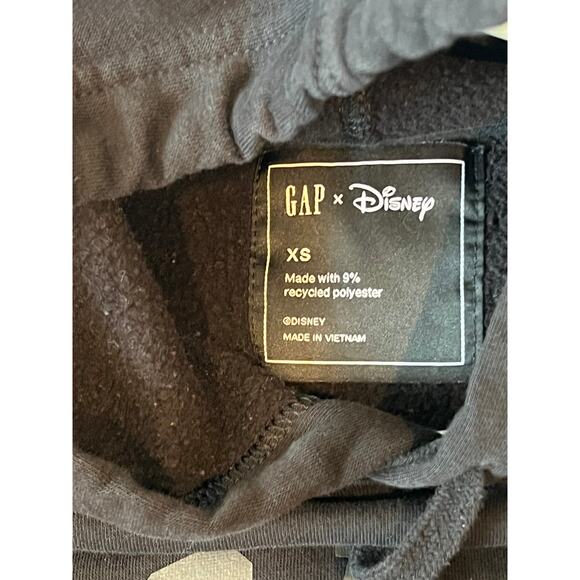 GAP × Disney
XS
Made with 9%
recycled polyester
©DISNEY
MADE IN VIETNAM